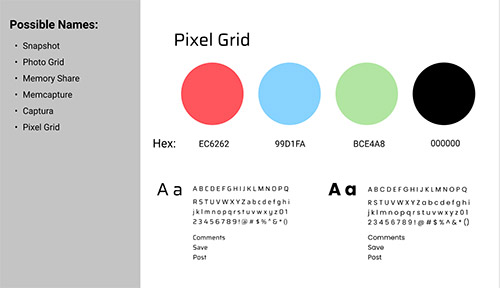 Possible Names:
• Snapshot
• Photo Grid
• Memory Share
• Memcapture
• Captura
• Pixel Grid
Pixel Grid
Hex: EC6262 99D1FA BCE4A8 000000
A a
ABCDEFGHIJKLMNOPQ
RSTUVWXYZabcdefghi
jklmnopqrstuvwxyz01
23456789!@#$%^&*()
Comments
Save
Post
A a
ABCDEFGHIJKLMNOPQ
RSTUVWXYZabcdefghi
jklmnopqrstuvwxyz01
23456789!@#$%^&*()
Comments
Save
Post